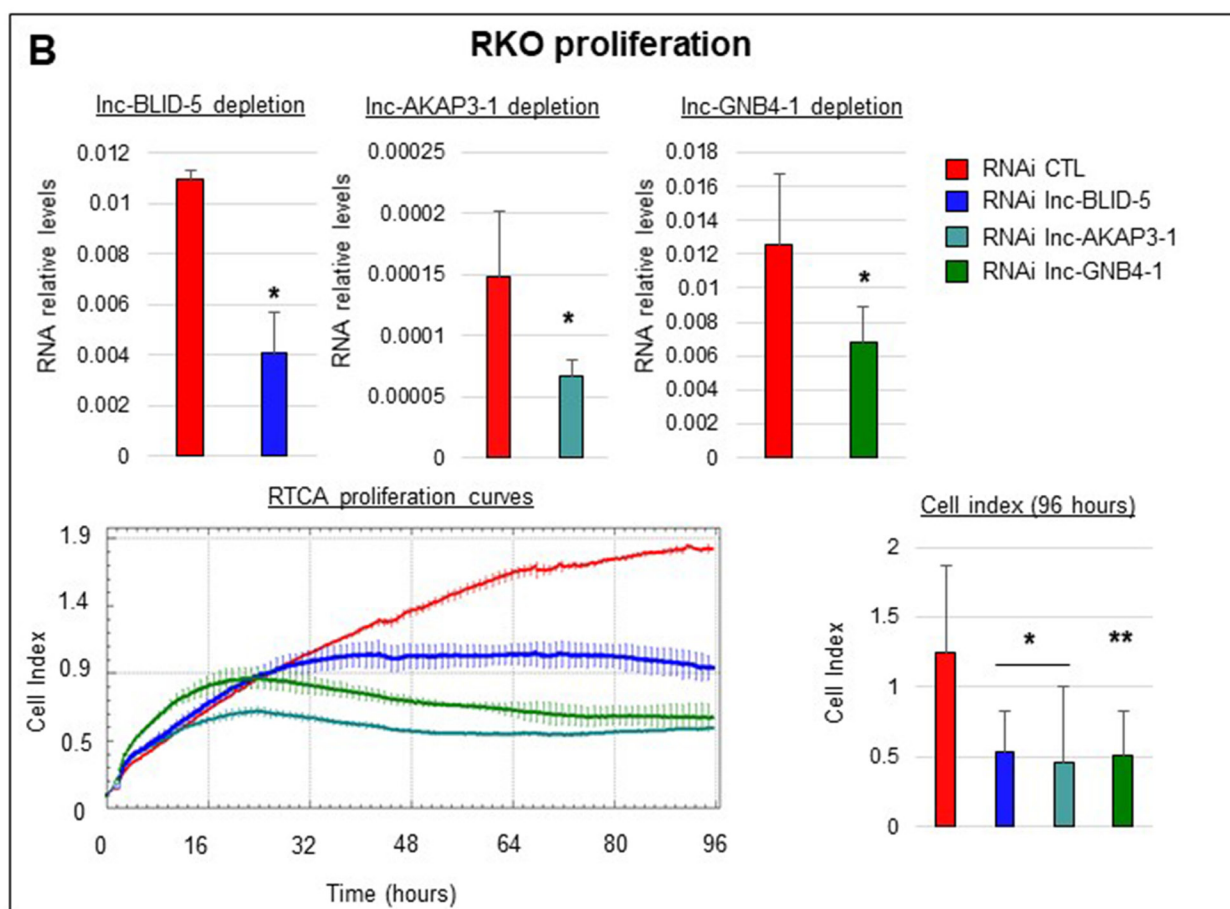 B
RKO proliferation
lnc-BLID-5 depletion
lnc-AKAP3-1 depletion
lnc-GNB4-1 depletion
RNA relative levels
0.012
0.01
0.008
0.006
0.004
0.002
0
*
RNA relative levels
0.00025
0.0002
0.00015
0.0001
0.00005
0
*
RNA relative levels
0.018
0.016
0.014
0.012
0.01
0.008
0.006
0.004
0.002
0
*
RNAi CTL
RNAi lnc-BLID-5
RNAi lnc-AKAP3-1
RNAi lnc-GNB4-1
RTCA proliferation curves
Cell Index
1.9
1.4
0.9
0.5
0
0 16 32 48 64 80 96
Time (hours)
Cell index (96 hours)
Cell Index
2
1.5
1
0.5
0
*
**